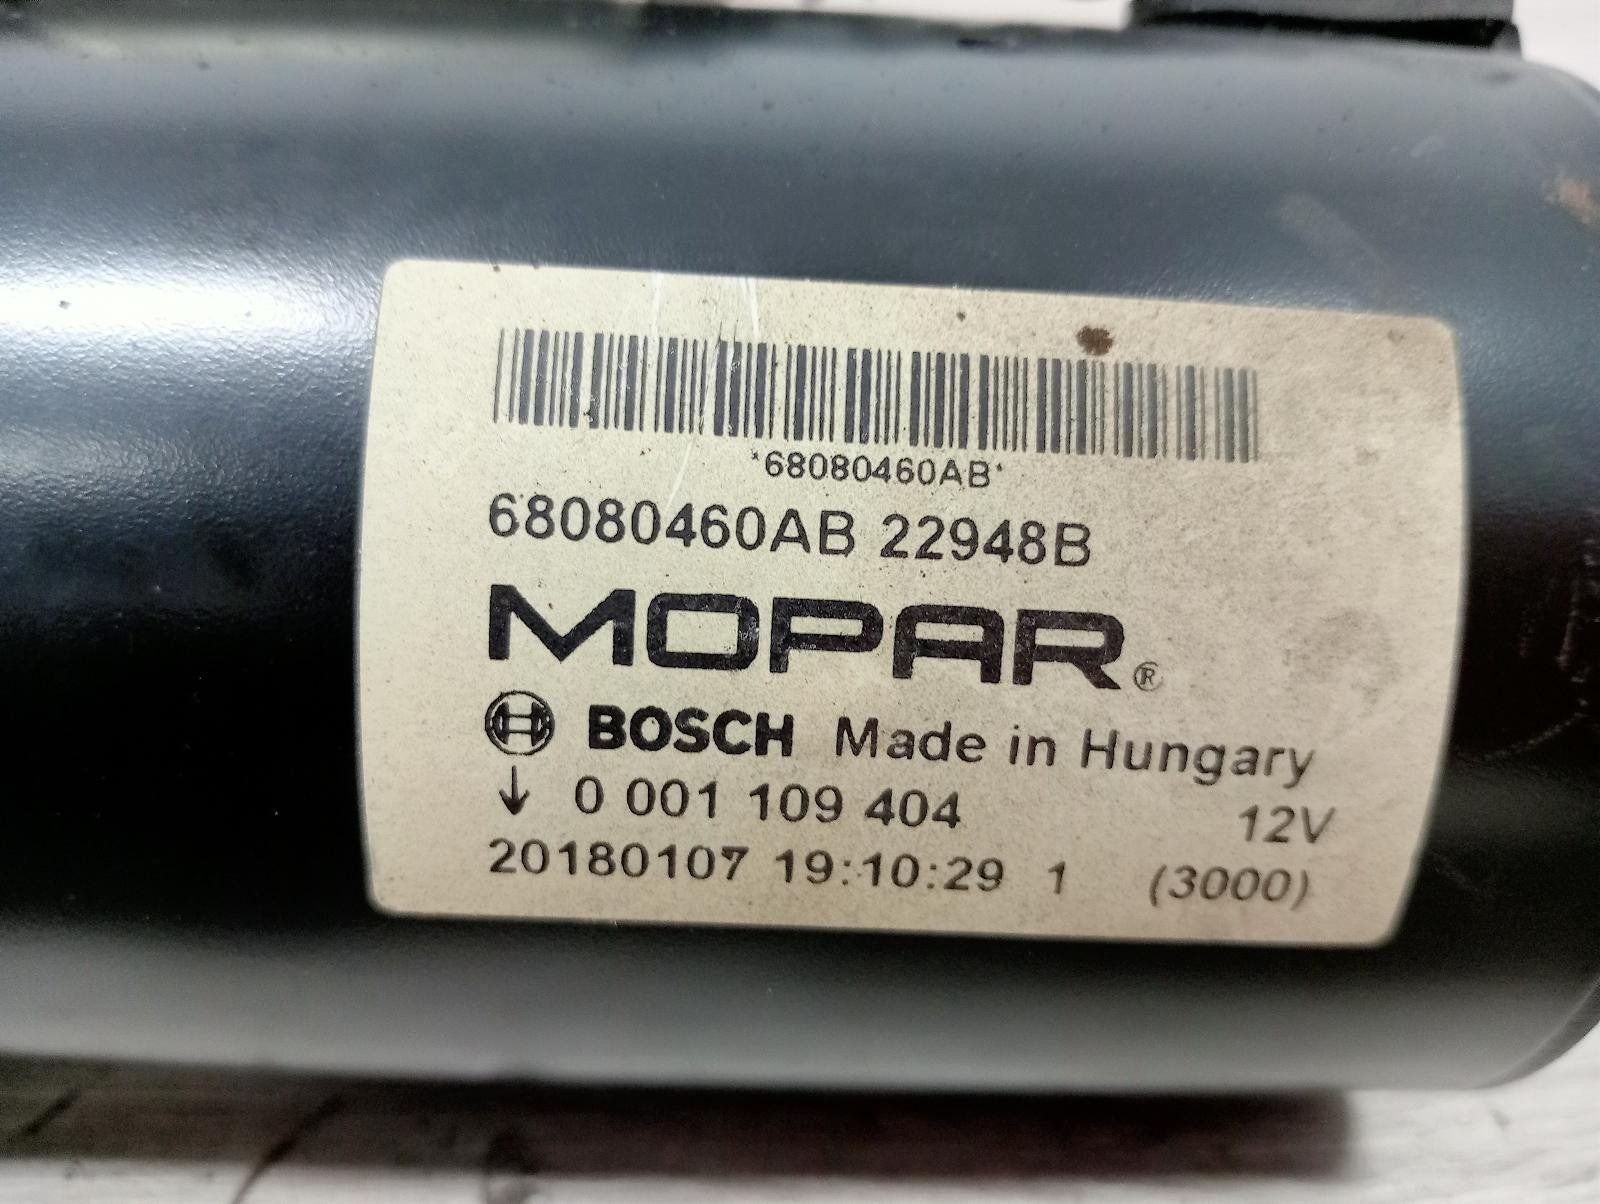 *68080460AB*
68080460AB 22948B
MOPAR®
BOSCH Made in Hungary
↓ 0 001 109 404 12V
20180107 19:10:29 1 (3000)